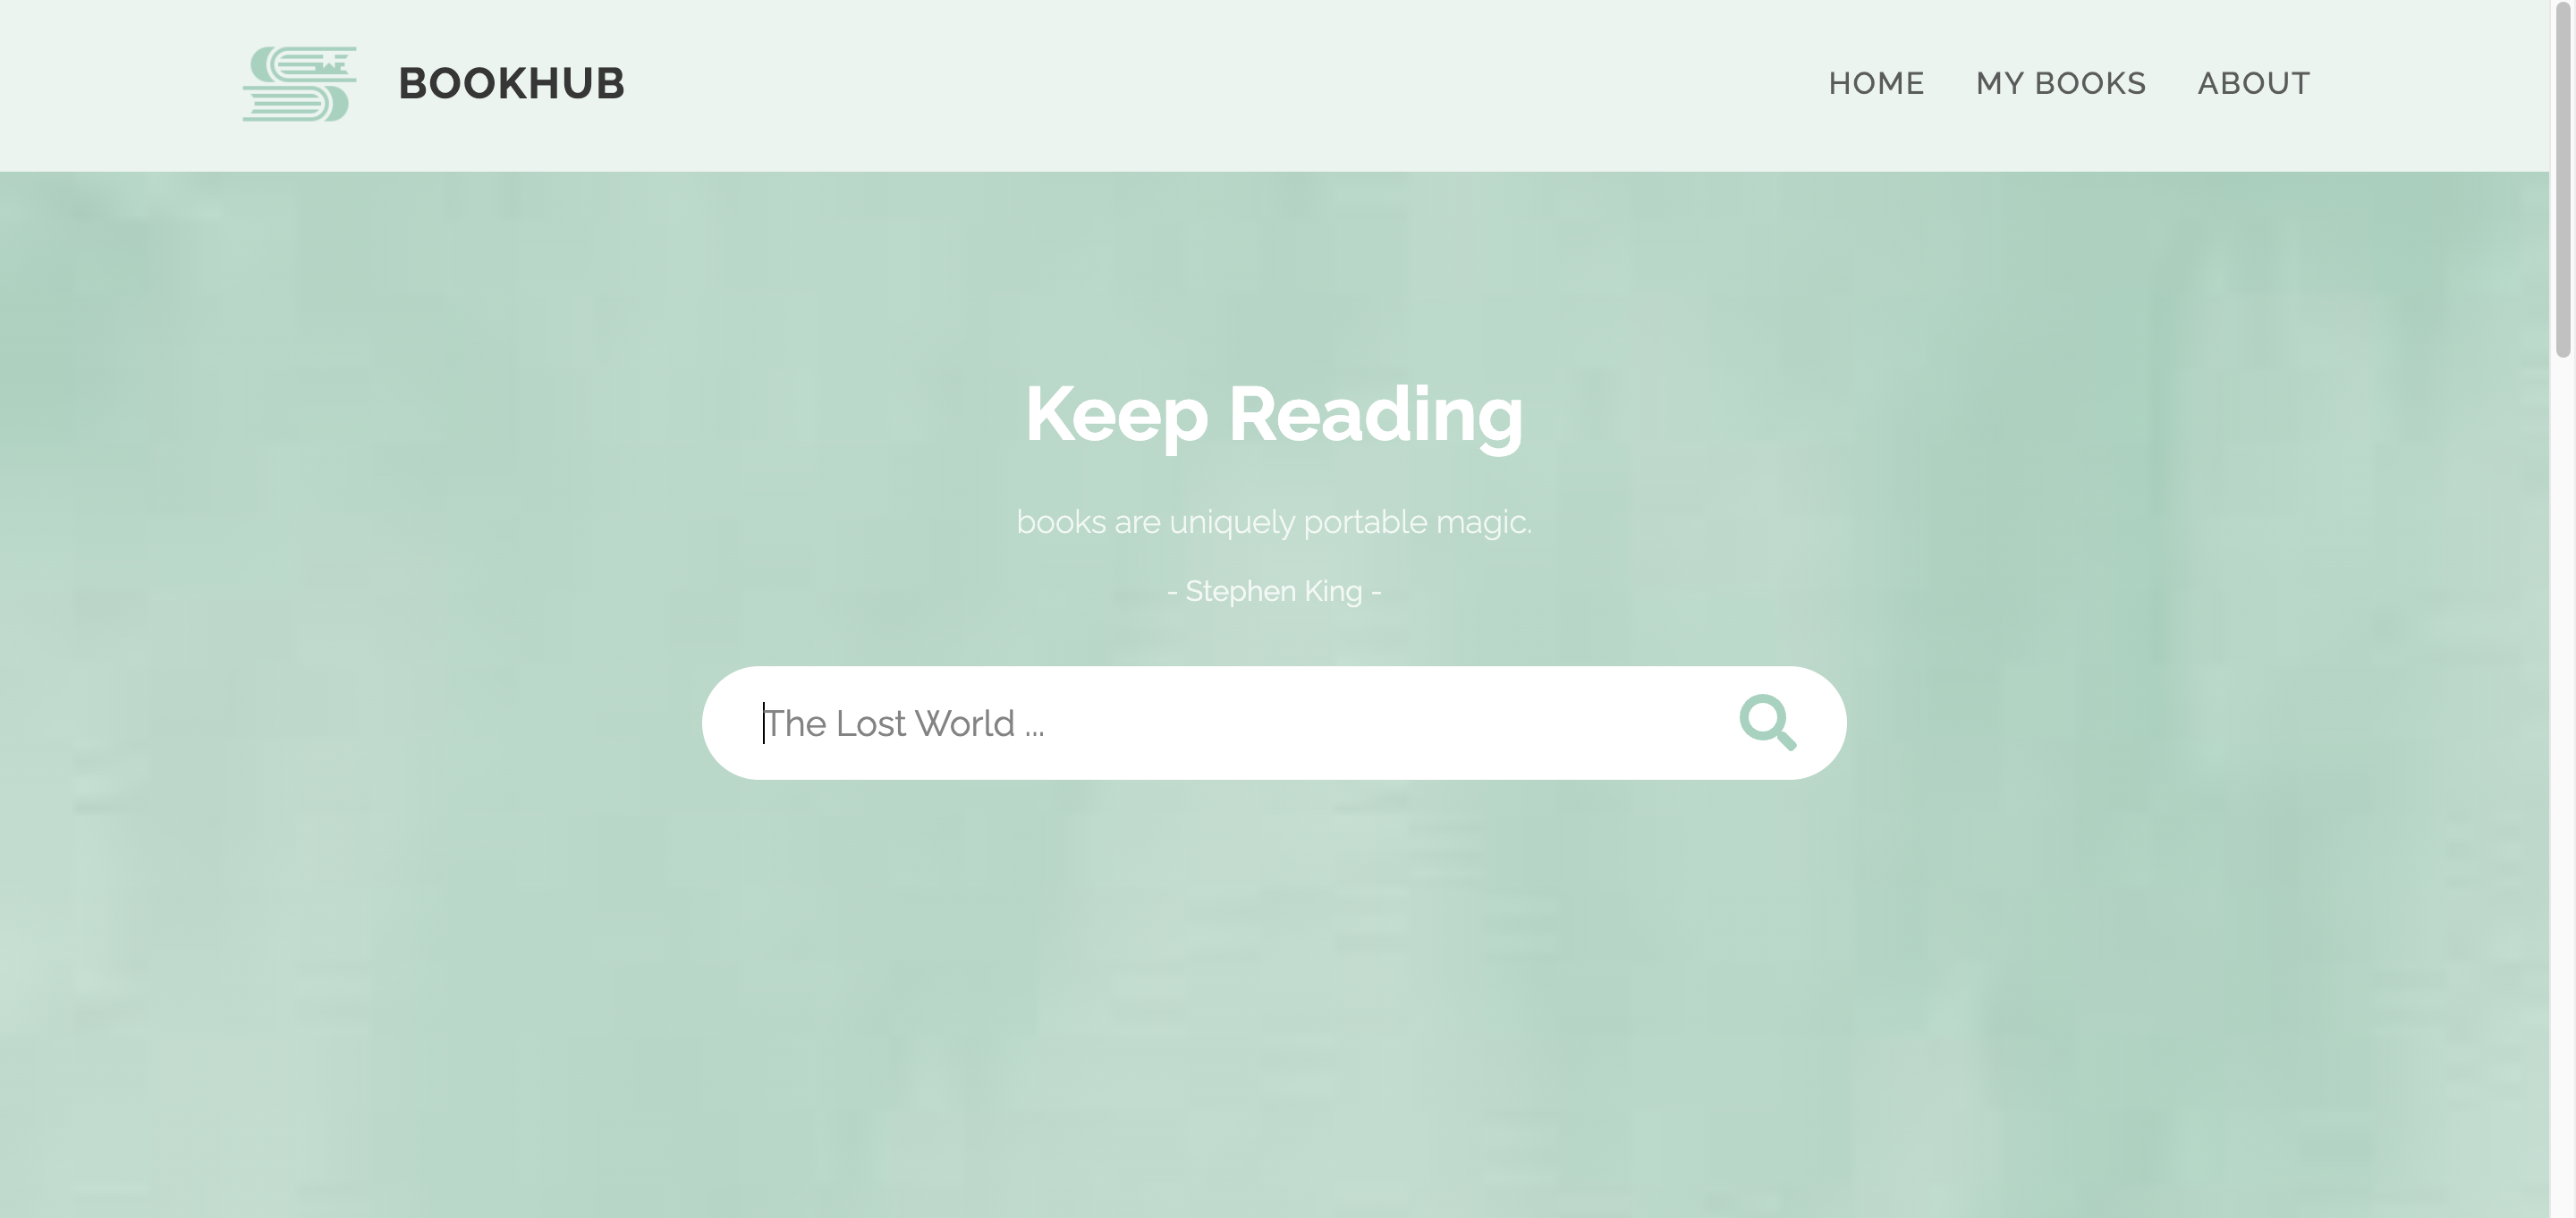 BOOKHUB
HOME MY BOOKS ABOUT
Keep Reading
books are uniquely portable magic.
- Stephen King -
The Lost World ...